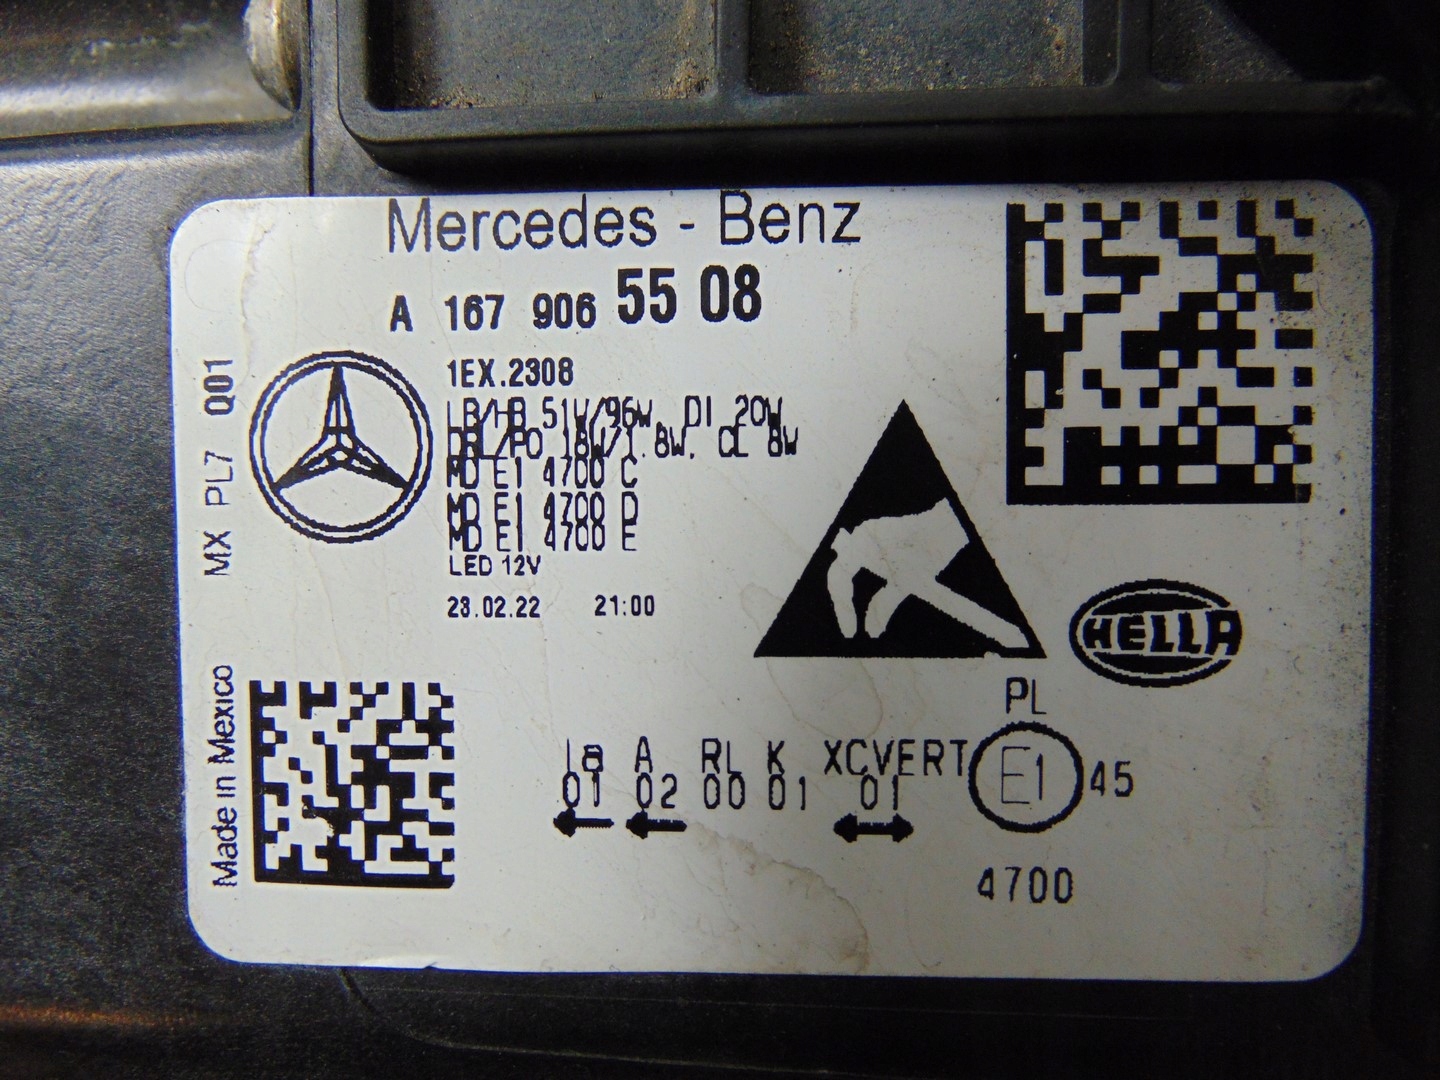 Mercedes - Benz
A 167 906 55 08
1EX.2308
LB/HB 51W/96W, DI 20W
DRL/PO 18W/1.8W, CL 8W
MD E1 4700 C
MD E1 4700 D
MD E1 4700 E
LED 12V
23.02.22 21:00
MX PL7 Q01
Made in Mexico
HELLA
PL
Ia A RL K XCVERT E1 45
01 02 00 01 01
4700